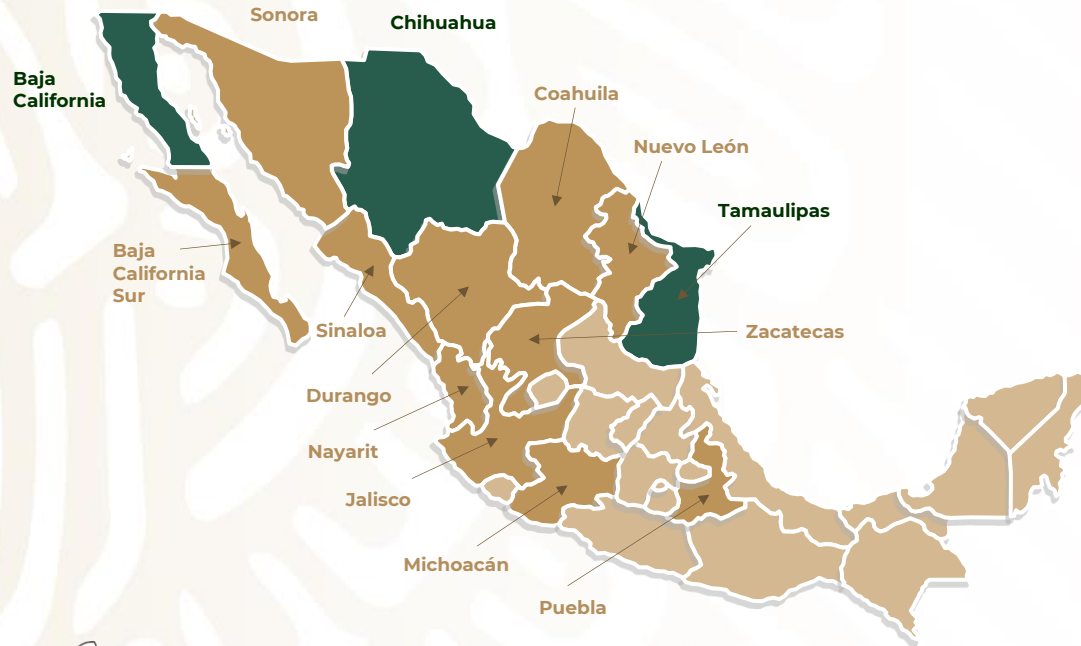 Sonora
Chihuahua
Baja
California
Coahuila
Nuevo León
Tamaulipas
Baja
California
Sur
Sinaloa
Zacatecas
Durango
Nayarit
Jalisco
Michoacán
Puebla